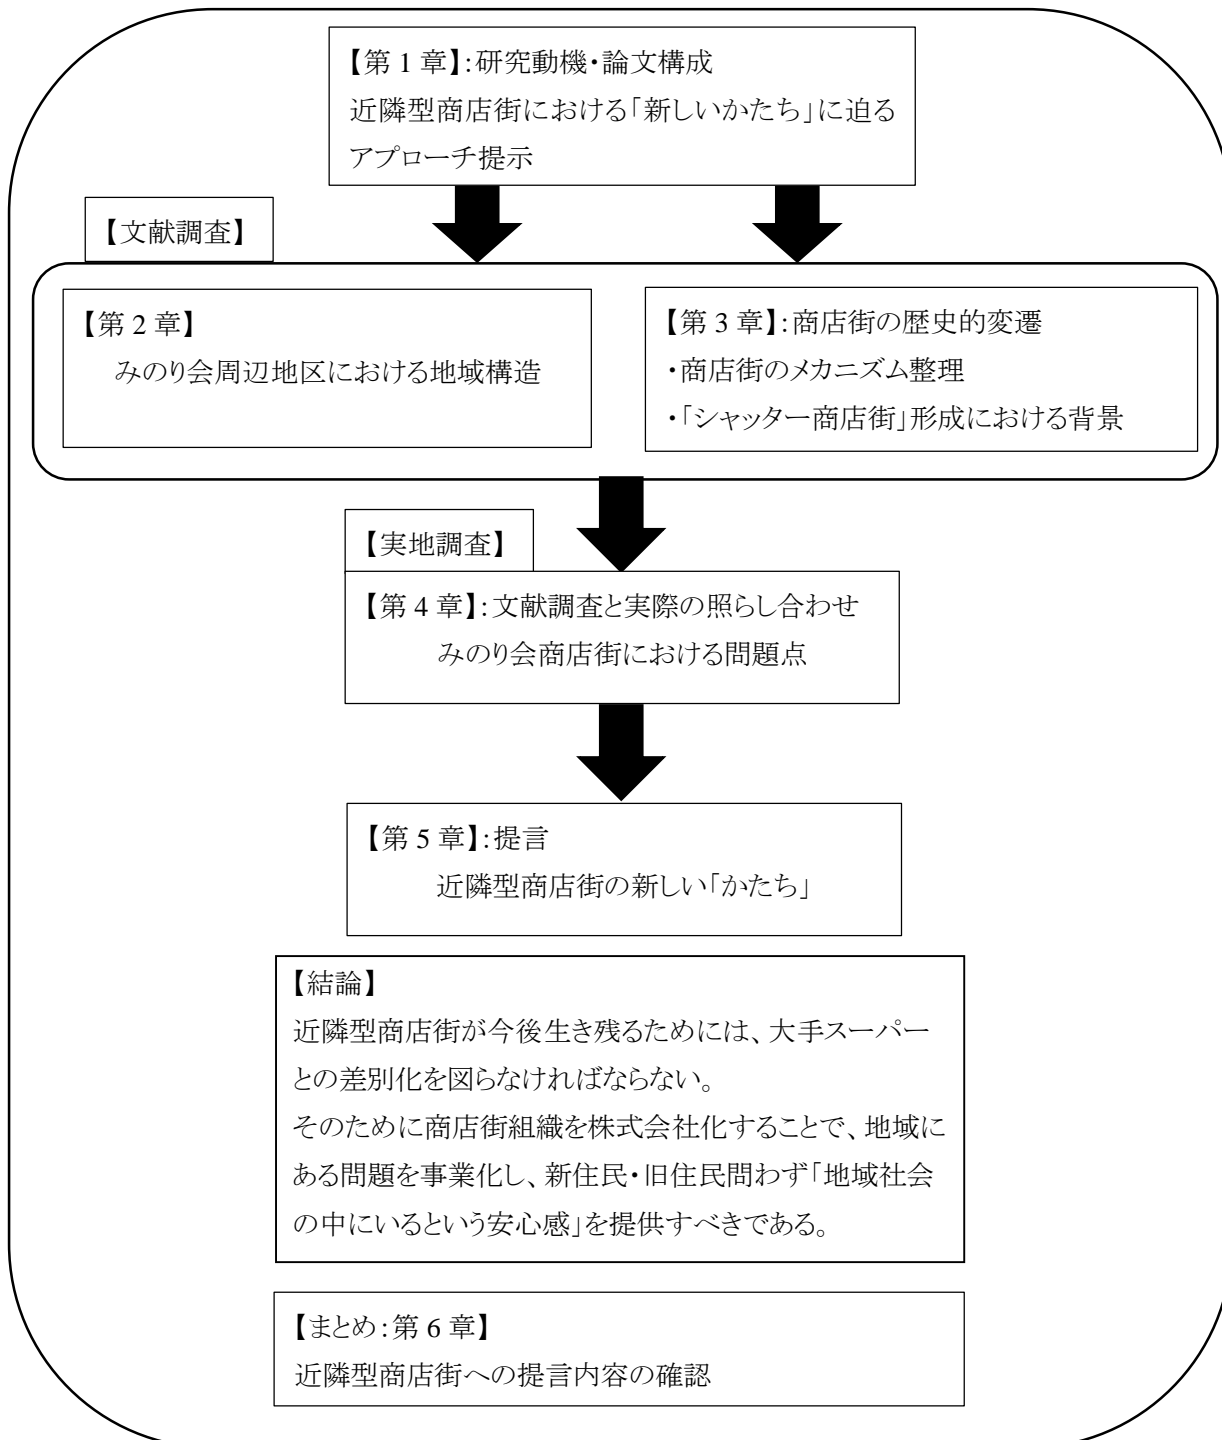 【第 1 章】:研究動機・論文構成
近隣型商店街における「新しいかたち」に迫る
アプローチ提示
【文献調査】
【第 2 章】
みのり会周辺地区における地域構造
【第 3 章】:商店街の歴史的変遷
・商店街のメカニズム整理
・「シャッター商店街」形成における背景
【実地調査】
【第 4 章】:文献調査と実際の照らし合わせ
みのり会商店街における問題点
【第 5 章】:提言
近隣型商店街の新しい「かたち」
【結論】
近隣型商店街が今後生き残るためには、大手スーパー
との差別化を図らなければならない。
そのために商店街組織を株式会社化することで、地域に
ある問題を事業化し、新住民・旧住民問わず「地域社会
の中にいるという安心感」を提供すべきである。
【まとめ:第 6 章】
近隣型商店街への提言内容の確認